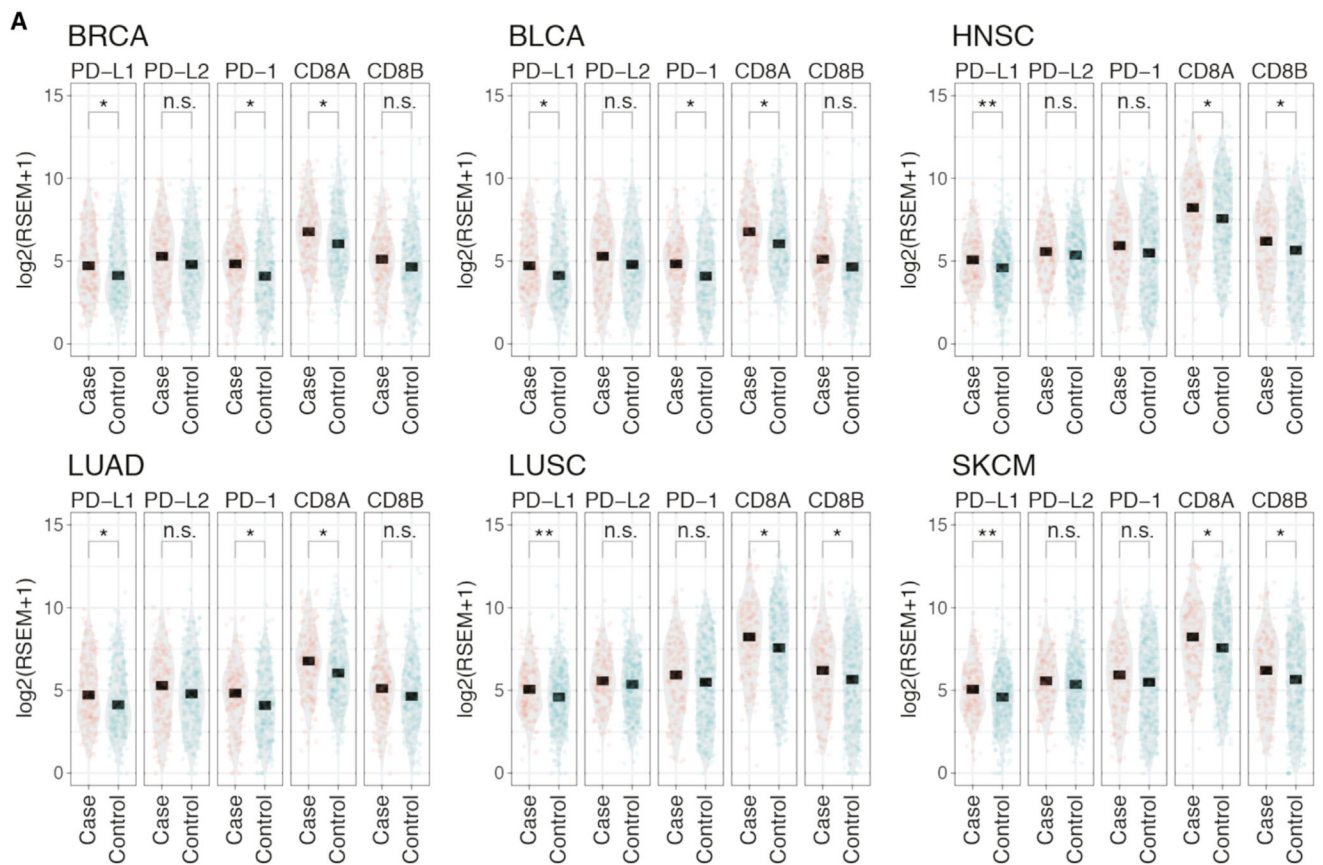 A
BRCA
PD-L1 PD-L2 PD-1 CD8A CD8B
* n.s. * * n.s.
15
10
5
0
log2(RSEM+1)
Case Control Case Control Case Control Case Control Case Control
BLCA
PD-L1 PD-L2 PD-1 CD8A CD8B
* n.s. * * n.s.
15
10
5
0
log2(RSEM+1)
Case Control Case Control Case Control Case Control Case Control
HNSC
PD-L1 PD-L2 PD-1 CD8A CD8B
** n.s. n.s. * *
15
10
5
0
log2(RSEM+1)
Case Control Case Control Case Control Case Control Case Control
LUAD
PD-L1 PD-L2 PD-1 CD8A CD8B
* n.s. * * n.s.
15
10
5
0
log2(RSEM+1)
Case Control Case Control Case Control Case Control Case Control
LUSC
PD-L1 PD-L2 PD-1 CD8A CD8B
** n.s. n.s. * *
15
10
5
0
log2(RSEM+1)
Case Control Case Control Case Control Case Control Case Control
SKCM
PD-L1 PD-L2 PD-1 CD8A CD8B
** n.s. n.s. * *
15
10
5
0
log2(RSEM+1)
Case Control Case Control Case Control Case Control Case Control